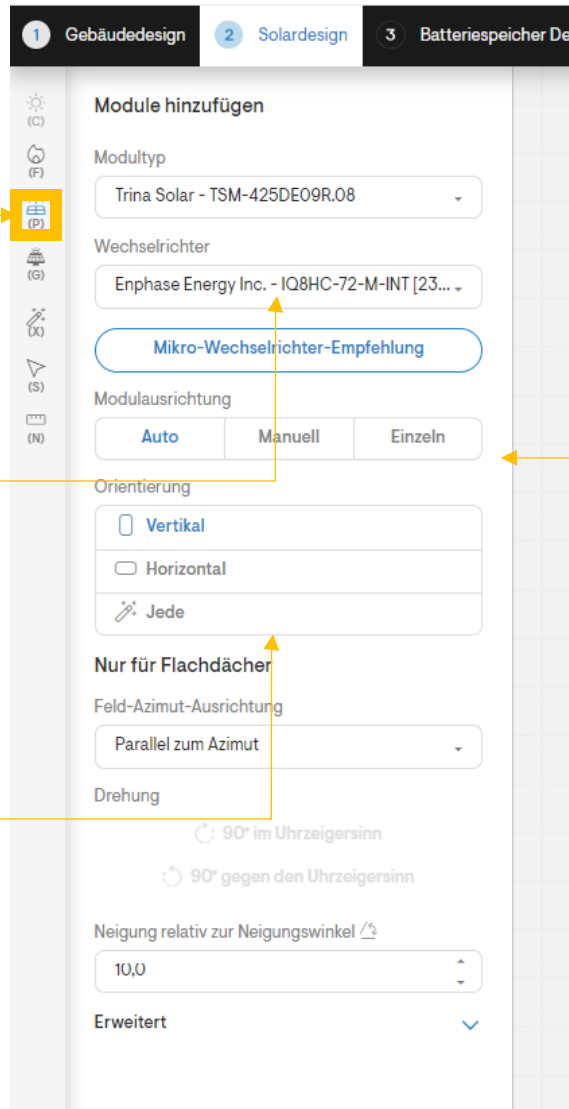 1 Gebäudedesign 2 Solardesign 3 Batteriespeicher De
(C)
(F)
(P)
(G)
(X)
(S)
(N)
Module hinzufügen
Modultyp
Trina Solar - TSM-425DE09R.08
Wechselrichter
Enphase Energy Inc. - IQ8HC-72-M-INT [23...
Mikro-Wechselrichter-Empfehlung
Modulausrichtung
Auto Manuell Einzeln
Orientierung
Vertikal
Horizontal
Jede
Nur für Flachdächer
Feld-Azimut-Ausrichtung
Parallel zum Azimut
Drehung
90° im Uhrzeigersinn
90° gegen den Uhrzeigersinn
Neigung relativ zur Neigungswinkel
10,0
Erweitert